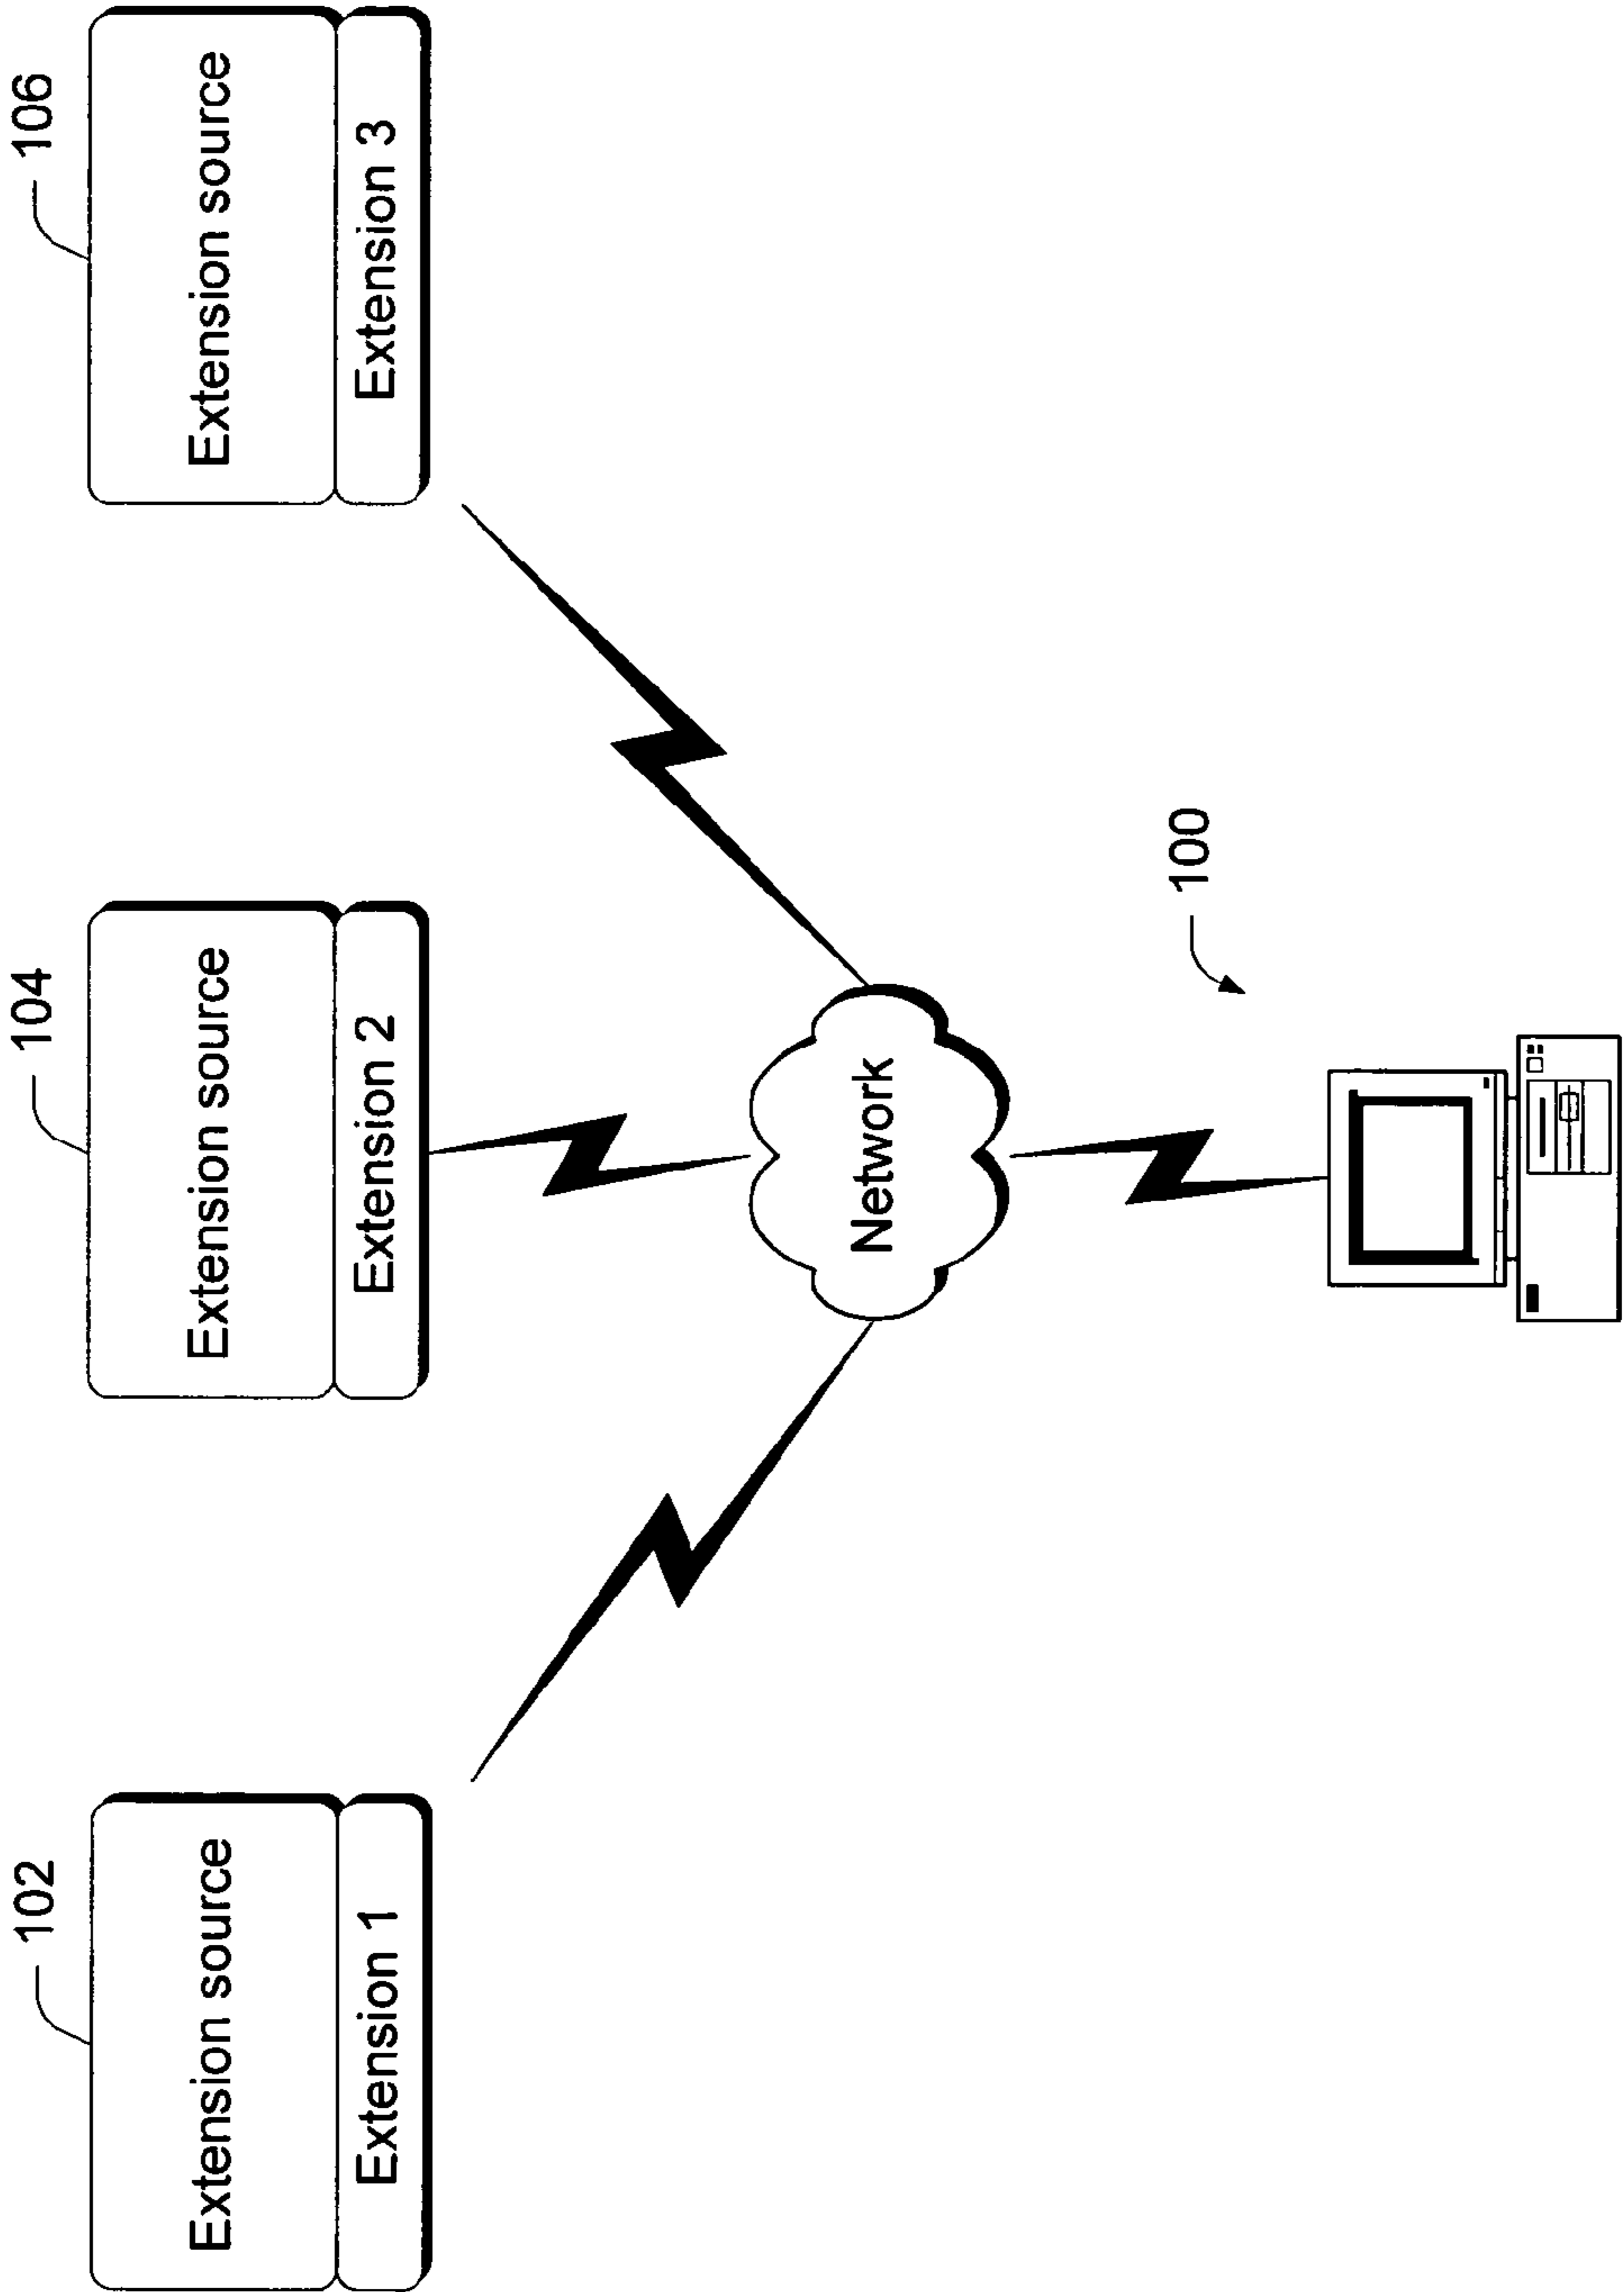 102
104
106
Extension source
Extension source
Extension source
Extension 1
Extension 2
Extension 3
Network
100